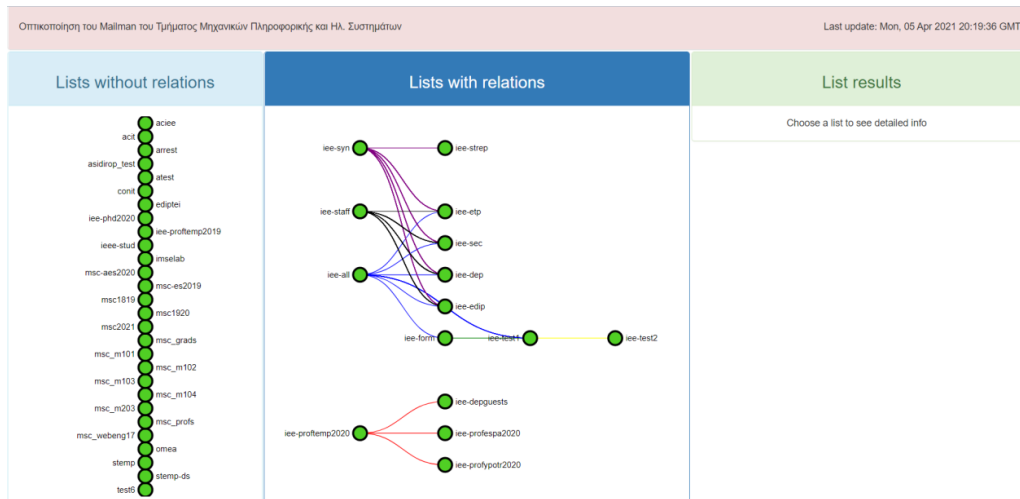 Οπτικοποίηση του Mailman του Τμήματος Μηχανικών Πληροφορικής και Ηλ. Συστημάτων
Last update: Mon, 05 Apr 2021 20:19:36 GMT
Lists without relations
aciee
acit
arrest
asidirop_test
atest
conit
ediptei
iee-phd2020
iee-proftemp2019
ieee-stud
imselab
msc-aes2020
msc-es2019
msc1819
msc1920
msc2021
msc_grads
msc_m101
msc_m102
msc_m103
msc_m104
msc_m203
msc_profs
msc_webeng17
omea
stemp
stemp-ds
test6
Lists with relations
iee-syn
iee-strep
iee-staff
iee-etp
iee-sec
iee-all
iee-dep
iee-edip
iee-form
iee-test1
iee-test2
iee-depguests
iee-proftemp2020
iee-profespa2020
iee-profypotr2020
List results
Choose a list to see detailed info